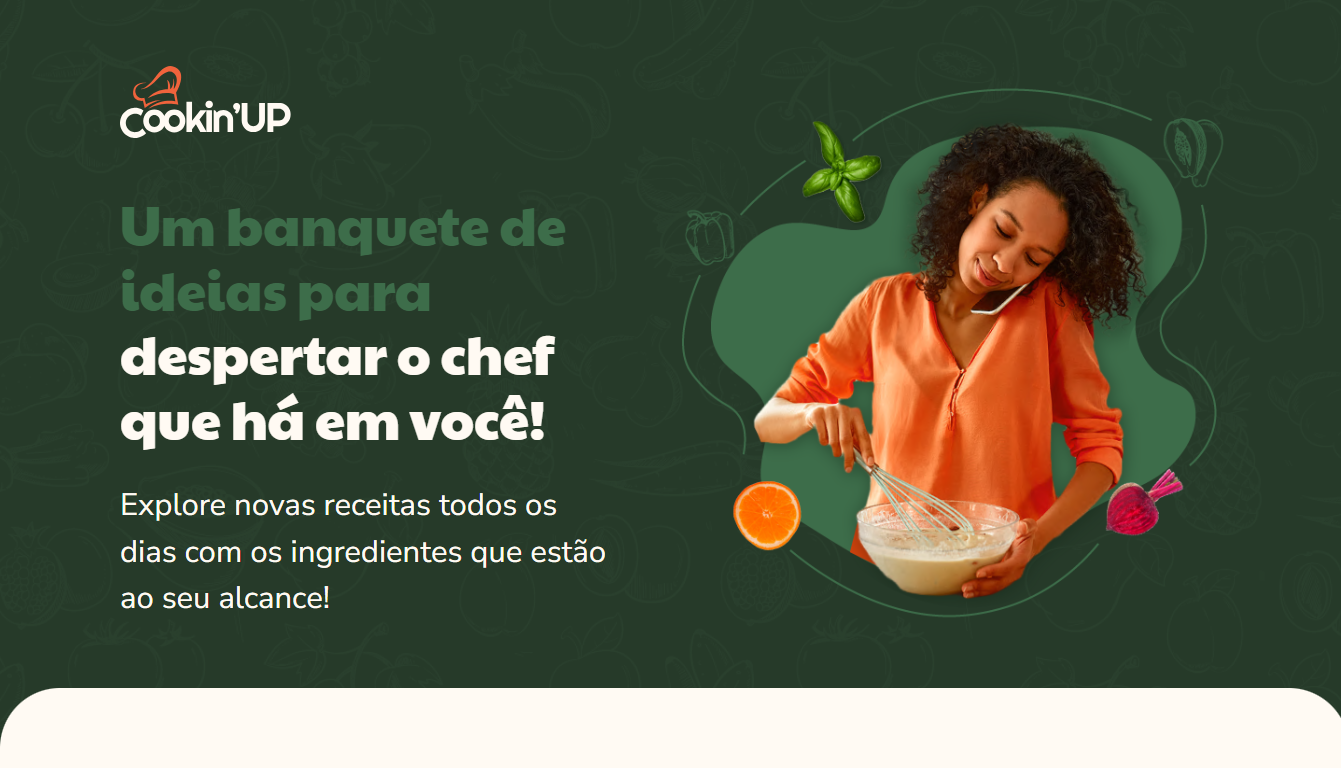 Cookin'UP
Um banquete de
ideias para
despertar o chef
que há em você!
Explore novas receitas todos os
dias com os ingredientes que estão
ao seu alcance!